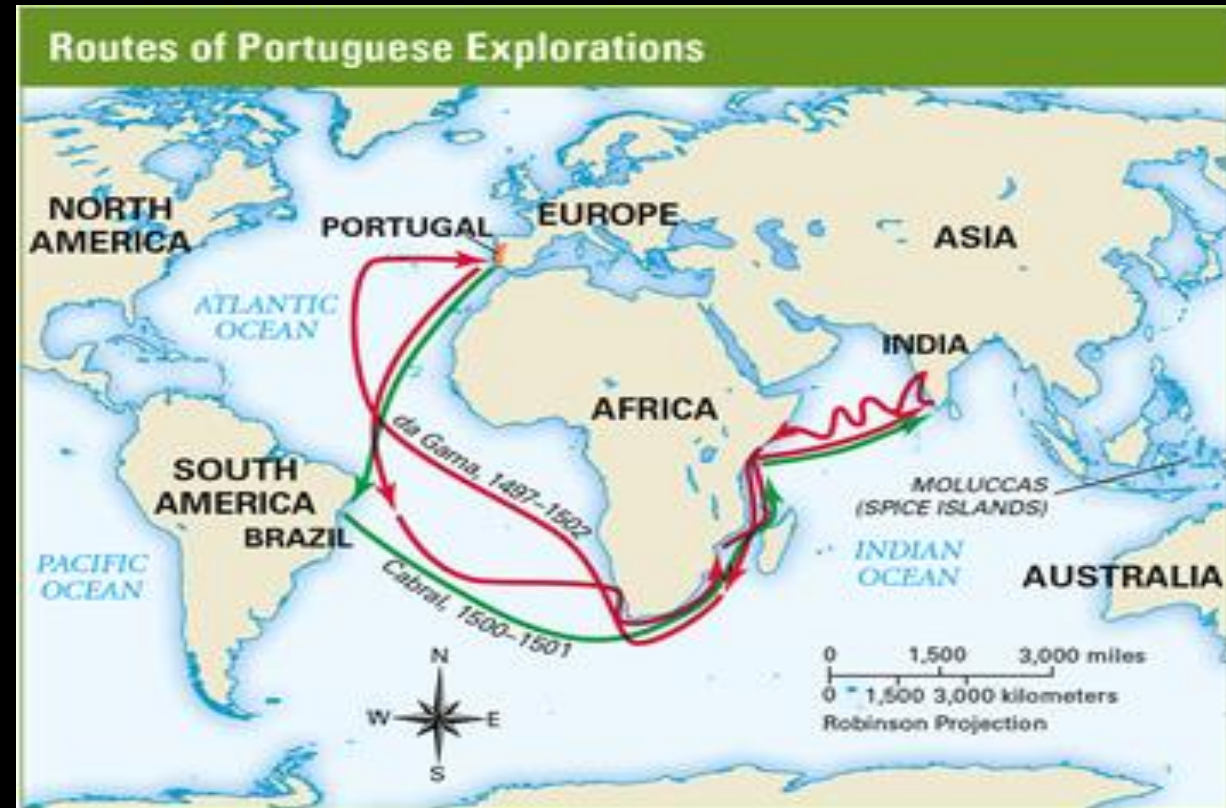 Routes of Portuguese Explorations
NORTH
AMERICA
PORTUGAL
EUROPE
ASIA
ATLANTIC
OCEAN
INDIA
AFRICA
da Gama, 1497–1502
SOUTH
AMERICA
BRAZIL
MOLUCCAS
(SPICE ISLANDS)
PACIFIC
OCEAN
INDIAN
OCEAN
AUSTRALIA
Cabral, 1500–1501
N
W
E
S
0 1,500 3,000 miles
0 1,500 3,000 kilometers
Robinson Projection